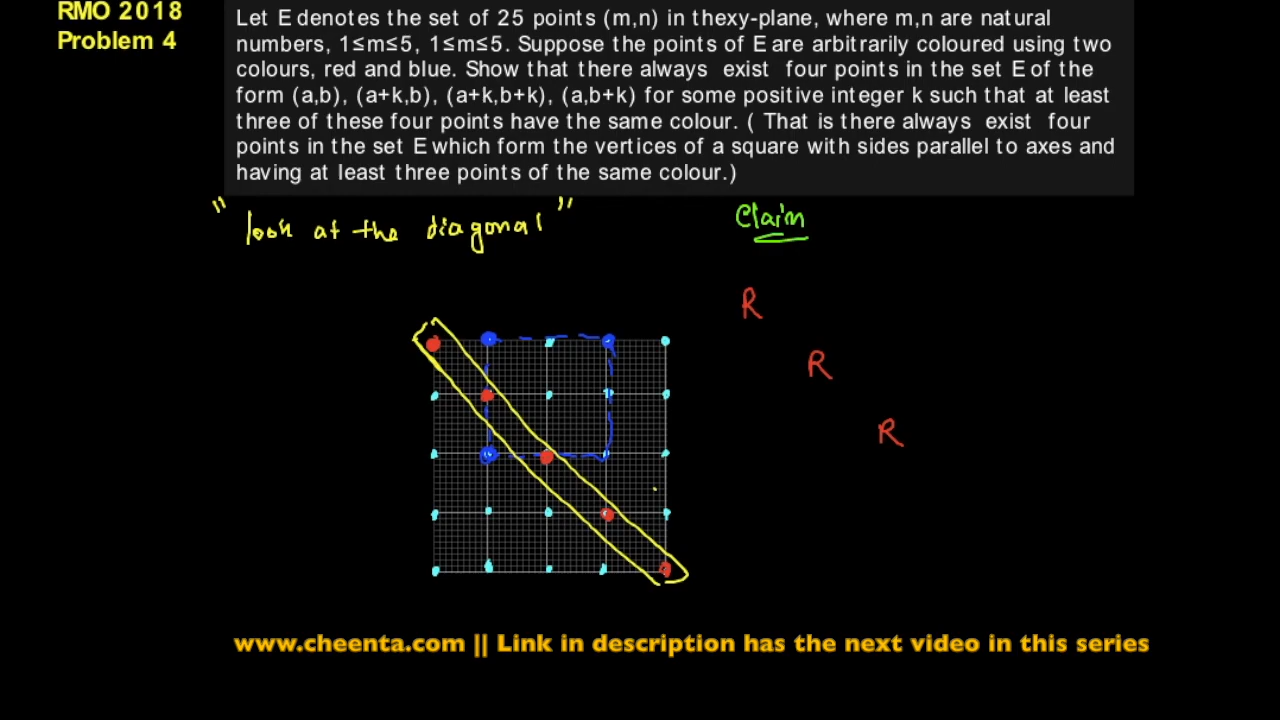 RMO 2018
Problem 4
Let E denotes the set of 25 points (m,n) in thexy-plane, where m,n are natural
numbers, 1≤m≤5, 1≤m≤5. Suppose the points of E are arbitrarily coloured using two
colours, red and blue. Show that there always exist four points in the set E of the
form (a,b), (a+k,b), (a+k,b+k), (a,b+k) for some positive integer k such that at least
three of these four points have the same colour. ( That is there always exist four
points in the set E which form the vertices of a square with sides parallel to axes and
having at least three points of the same colour.)
"look at the diagonal"
Claim
R
R
R
www.cheenta.com || Link in description has the next video in this series